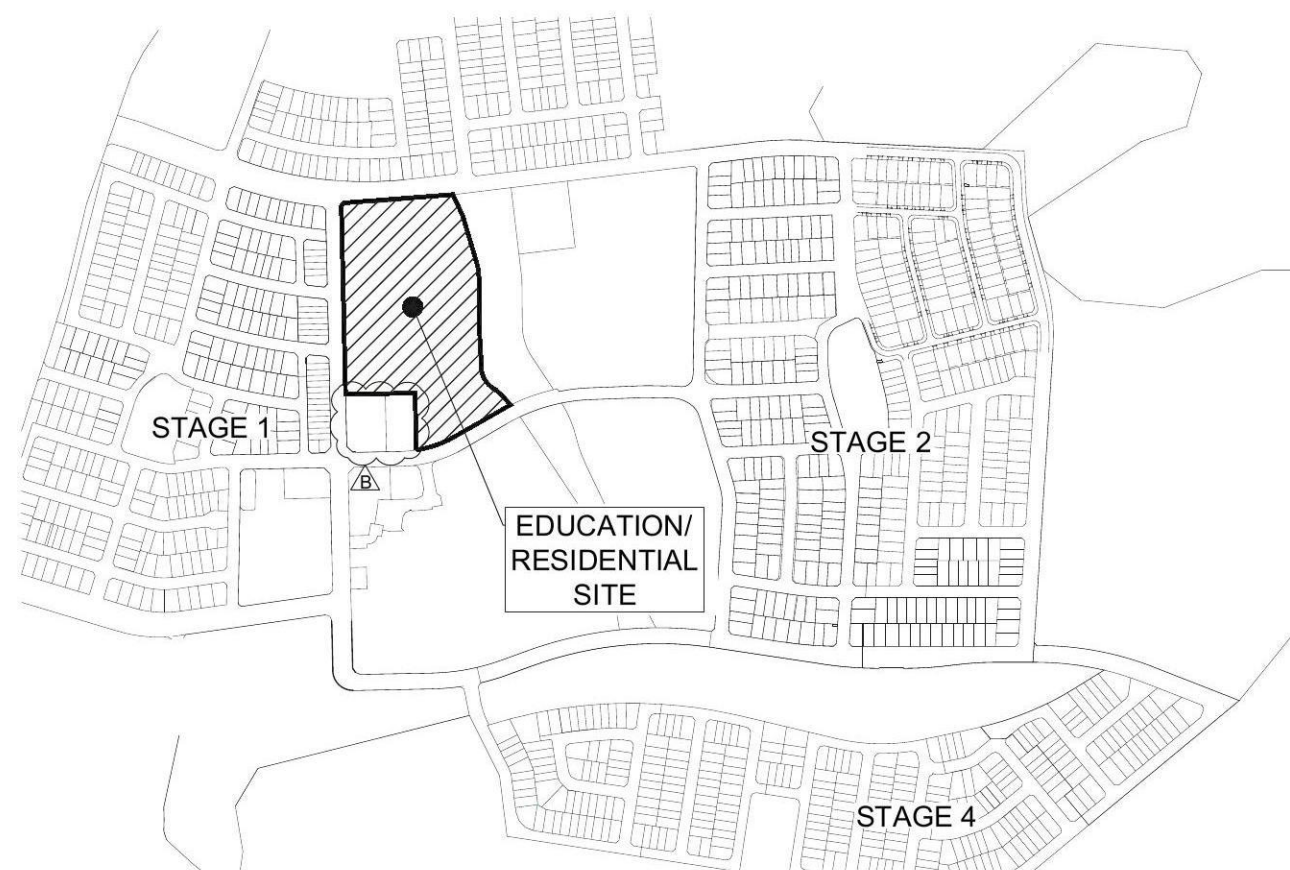 STAGE 1
STAGE 2
B
EDUCATION/
RESIDENTIAL
SITE
STAGE 4